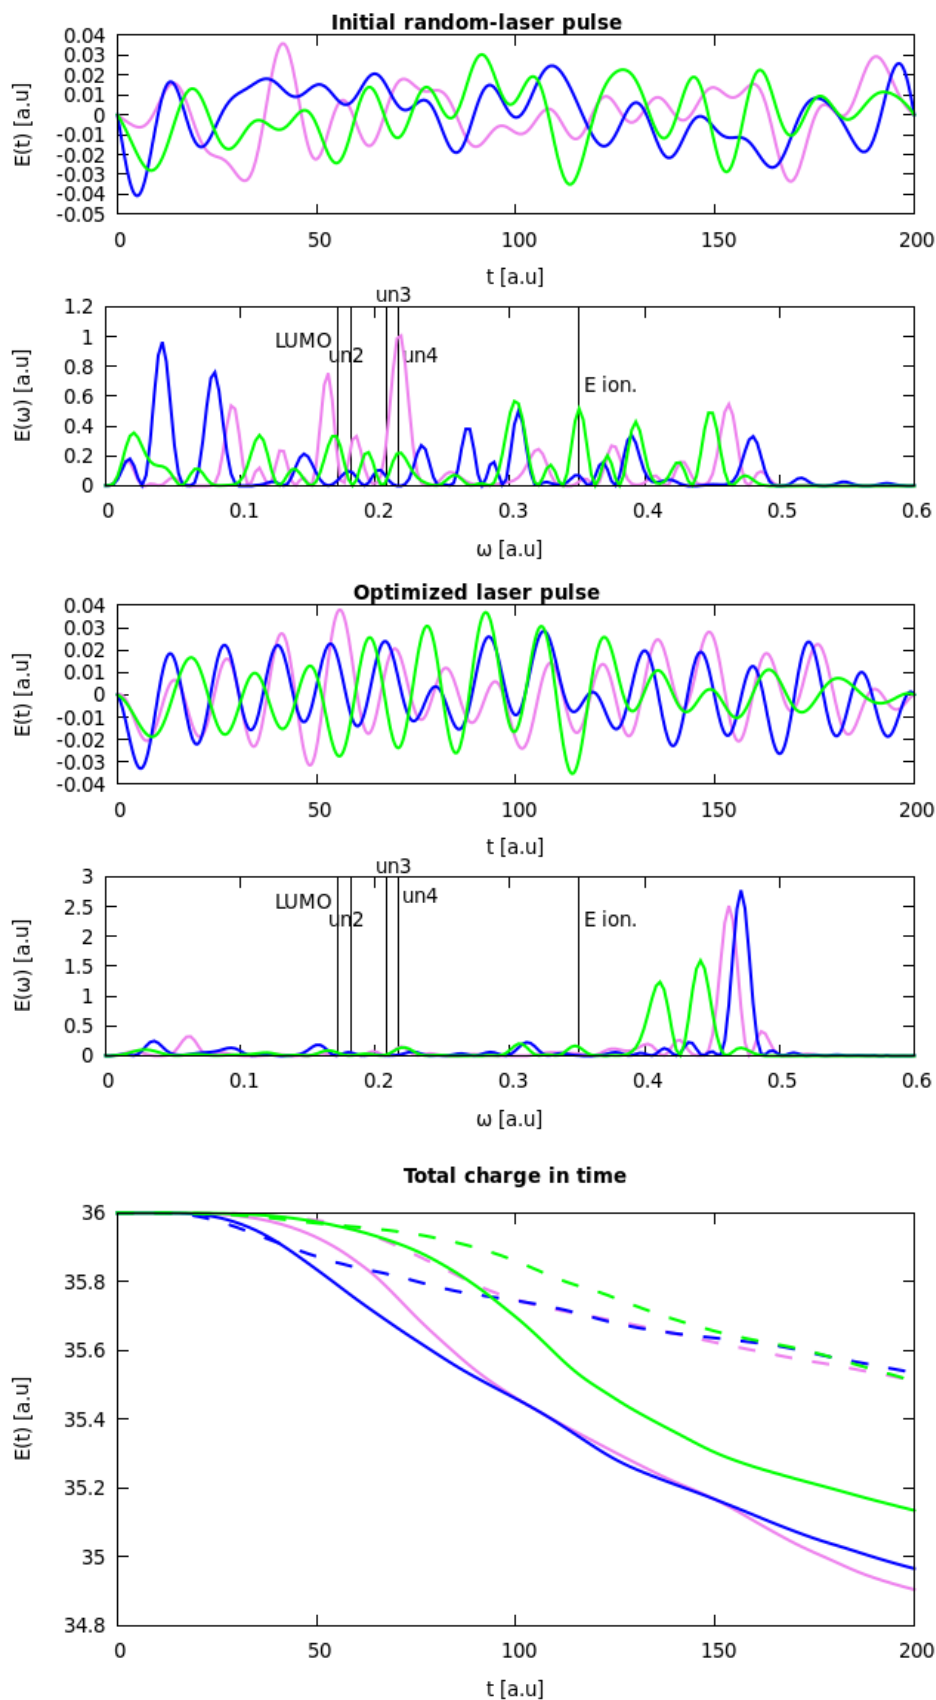 Initial random-laser pulse
0.04
0.03
0.02
0.01
0
-0.01
-0.02
-0.03
-0.04
-0.05
E(t) [a.u]
0 50 100 150 200
t [a.u]
un3
1.2
1
0.8
0.6
0.4
0.2
0
E(ω) [a.u]
LUMO
un2
un4
E ion.
0 0.1 0.2 0.3 0.4 0.5 0.6
ω [a.u]
Optimized laser pulse
0.04
0.03
0.02
0.01
0
-0.01
-0.02
-0.03
-0.04
E(t) [a.u]
0 50 100 150 200
t [a.u]
un3
3
2.5
2
1.5
1
0.5
0
E(ω) [a.u]
LUMO
un4
un2
E ion.
0 0.1 0.2 0.3 0.4 0.5 0.6
ω [a.u]
Total charge in time
36
35.8
35.6
35.4
35.2
35
34.8
E(t) [a.u]
0 50 100 150 200
t [a.u]